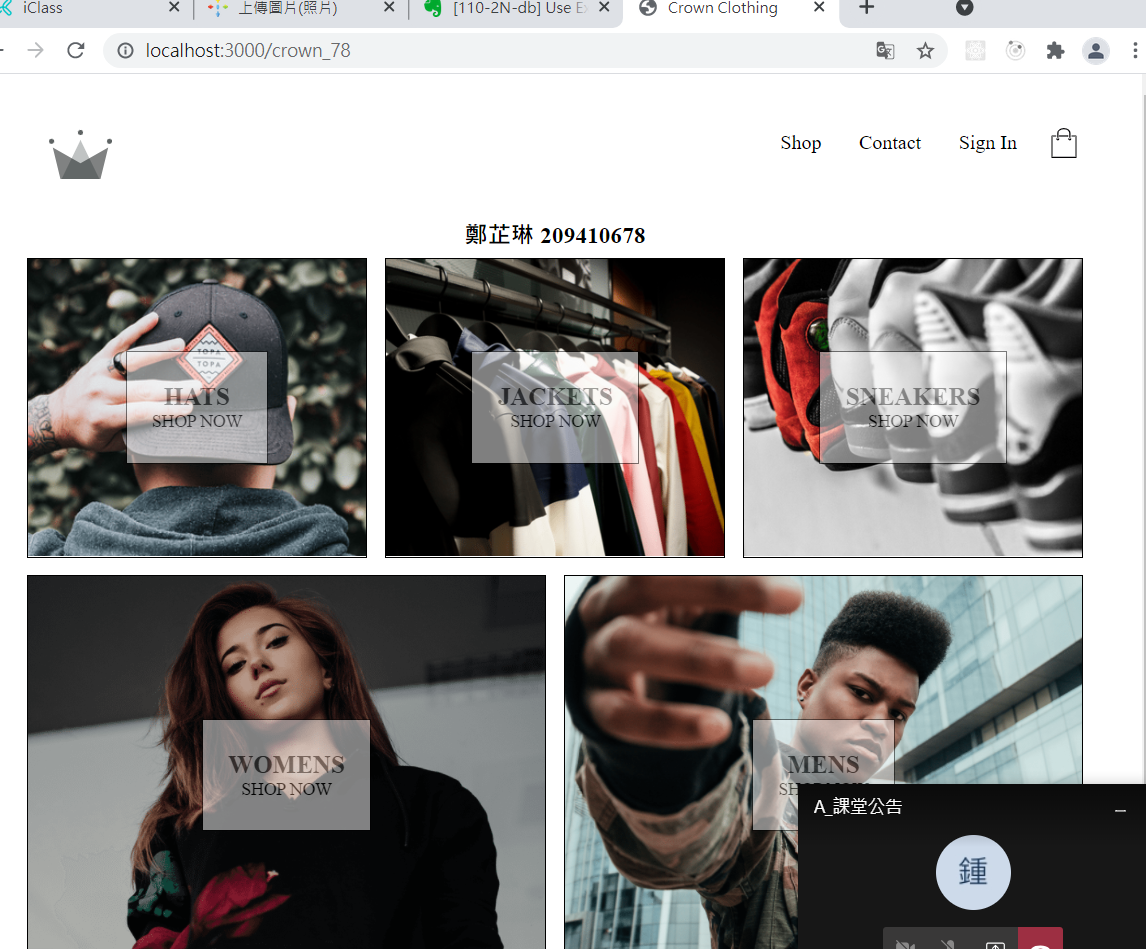 iClass
上傳圖片(照片)
[110-2N-db] Use E
Crown Clothing
localhost:3000/crown_78
Shop
Contact
Sign In
鄭芷琳 209410678
TOPA
TOPA
HATS
SHOP NOW
JACKETS
SHOP NOW
SNEAKERS
SHOP NOW
WOMENS
SHOP NOW
MENS
A_課堂公告
鍾